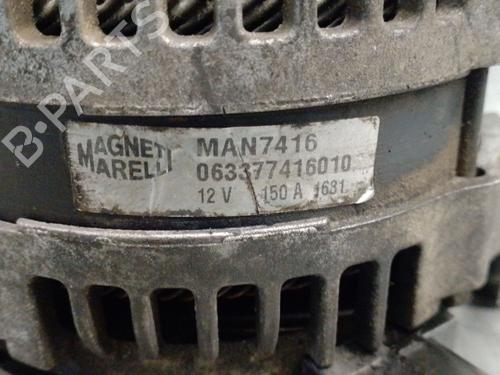 MAGNETI
MARELLI
MAN7416
063377416010
12 V 150 A 1631
B-PARTS